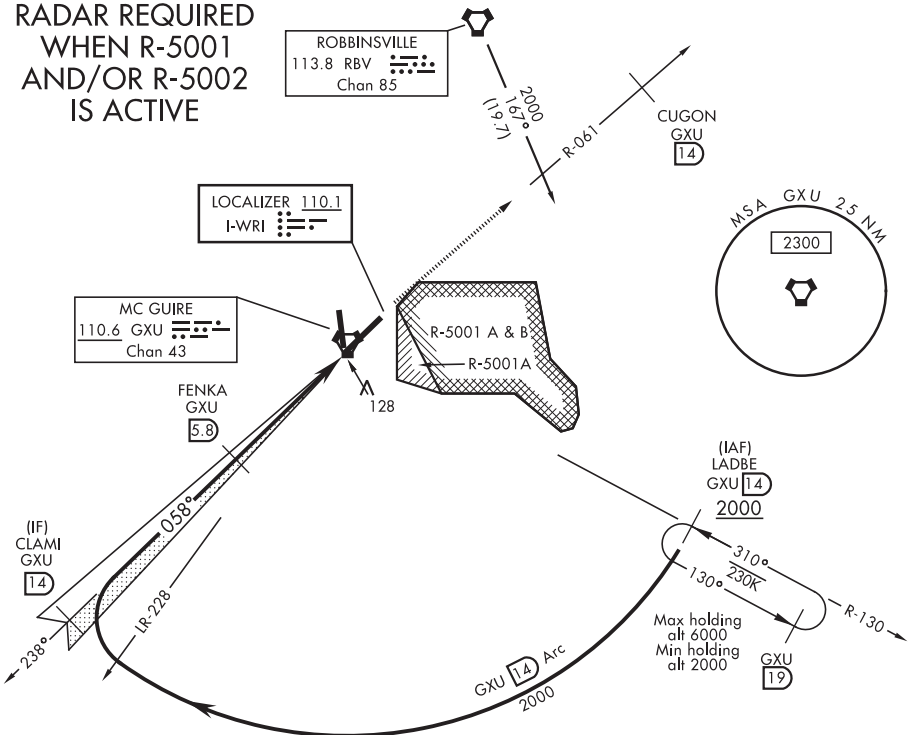 RADAR REQUIRED
WHEN R-5001
AND/OR R-5002
IS ACTIVE
ROBBINSVILLE
113.8 RBV
Chan 85
2000
167°
(19.7)
R-061
CUGON
GXU
14
LOCALIZER 110.1
I-WRI
MSA GXU 25 NM
2300
MC GUIRE
110.6 GXU
Chan 43
R-5001 A & B
R-5001A
128
FENKA
GXU
5.8
(IAF)
LADBE
GXU 14
2000
058°
(IF)
CLAMI
GXU
14
310°
230K
130°
R-130
LR-228
238°
Max holding
alt 6000
Min holding
alt 2000
GXU
19
GXU 14 Arc
2000